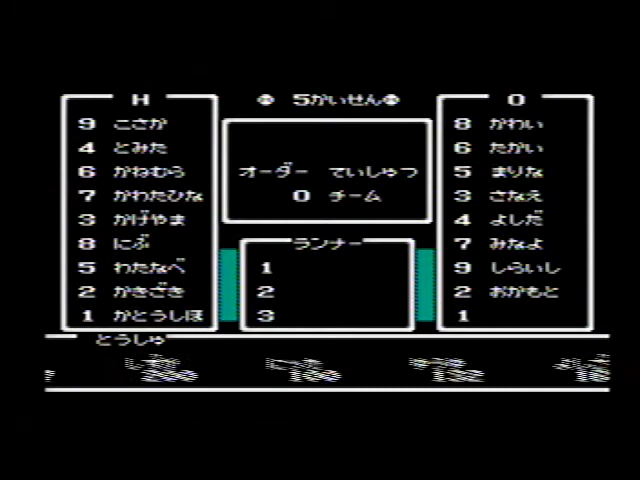 H
9 こさか
4 とみた
6 かねむら
7 かわたひな
3 かげやま
8 にぶ
5 わたなべ
2 かきざき
1 かとうしほ
5かいせん
オーダー ていしゅつ
0 チーム
ランナー
1
2
3
O
8 かわい
6 たかい
5 まりな
3 さなえ
4 よしだ
7 みなよ
9 しらいし
2 おかもと
1
とうしゅ